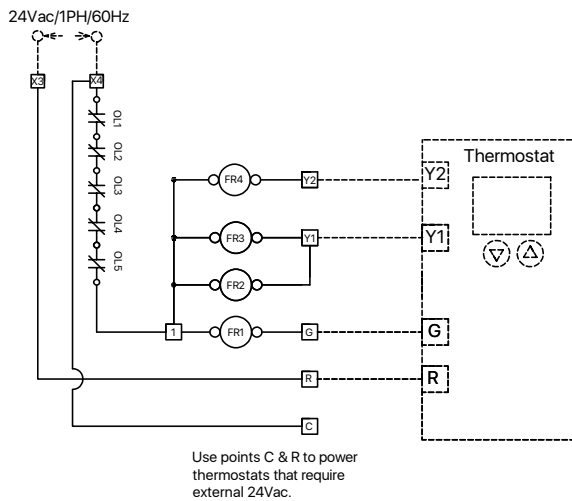 24Vac/1PH/60Hz
X3
X4
OL1
OL2
OL3
OL4
OL5
FR4
Y2
FR3
Y1
FR2
1
FR1
G
R
C
Thermostat
Y2
Y1
G
R
Use points C & R to power
thermostats that require
external 24Vac.